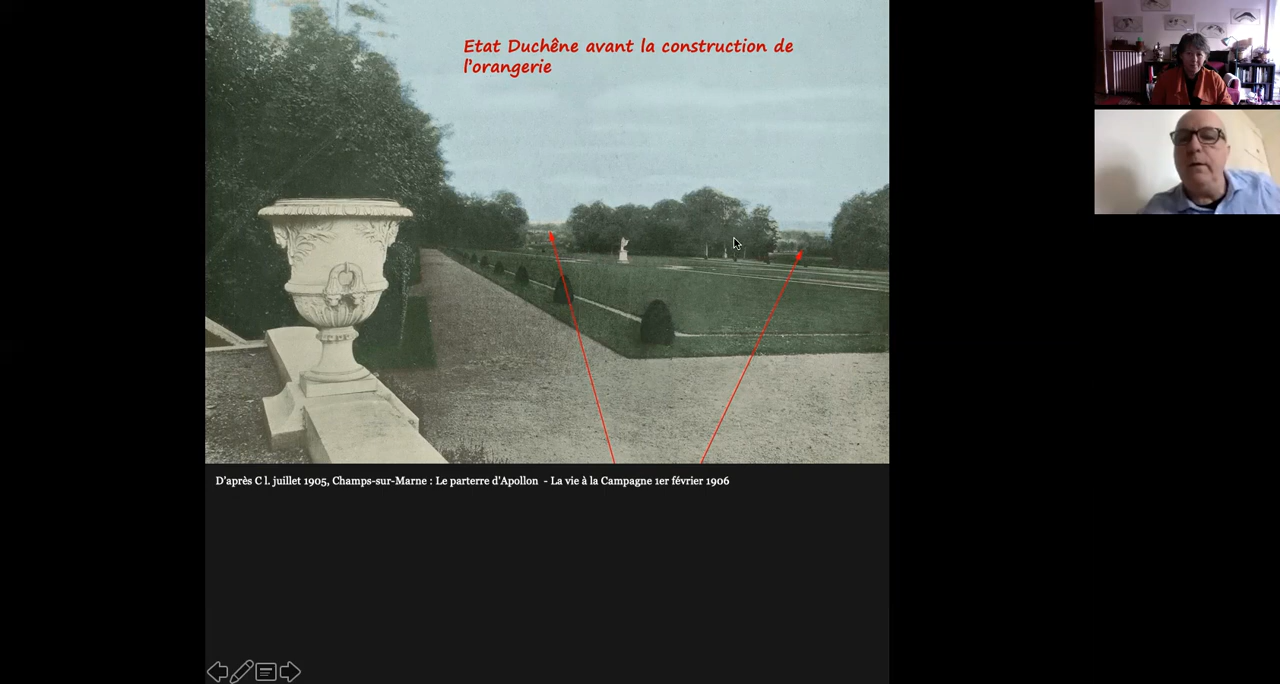 Etat Duchêne avant la construction de
l'orangerie
D'après C l. juillet 1905, Champs-sur-Marne : Le parterre d'Apollon - La vie à la Campagne 1er février 1906